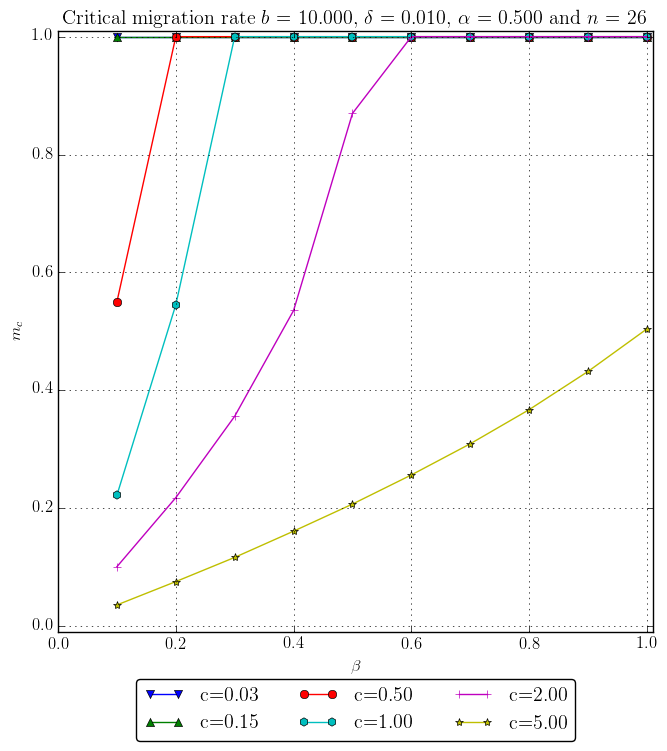 Critical migration rate b = 10.000, δ = 0.010, α = 0.500 and n = 26
1.0
0.8
0.6
0.4
0.2
0.0
m_c
0.0 0.2 0.4 0.6 0.8 1.0
β
c=0.03 c=0.50 c=2.00
c=0.15 c=1.00 c=5.00